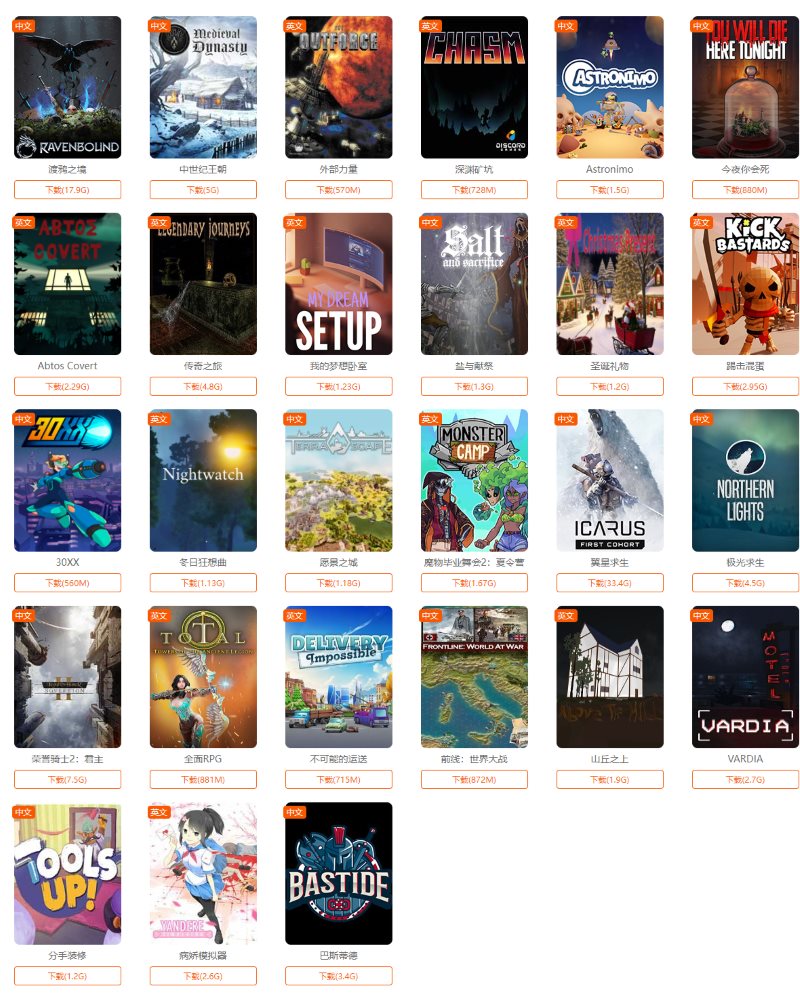 中文
RAVENBOUND
渡鸦之境
下载(17.9G)
中文
Medieval
Dynasty
中世纪王朝
下载(5G)
英文
OUTFORCE
外部力量
下载(570M)
英文
CHASM
DISCORD
GAMES
深渊矿坑
下载(728M)
中文
ASTRONIMO
Astronimo
下载(1.5G)
中文
YOU WILL DIE
HERE TONIGHT
今夜你会死
下载(880M)
英文
ABTOS
COVERT
Abtos Covert
下载(2.29G)
英文
LEGENDARY JOURNEYS
传奇之旅
下载(4.8G)
英文
MY DREAM
SETUP
我的梦想卧室
下载(1.23G)
中文
Salt
and sacrifice
盐与献祭
下载(1.3G)
英文
Christmas Present
圣诞礼物
下载(1.2G)
英文
KiCK
BASTARDS
踢击混蛋
下载(2.95G)
中文
30XX
30XX
下载(560M)
英文
Nightwatch
冬日狂想曲
下载(1.13G)
中文
TERRASCAPE
愿景之城
下载(1.18G)
英文
MONSTER
CAMP
魔物毕业舞会2：夏令营
下载(1.67G)
中文
ICARUS
FIRST COHORT
翼星求生
下载(33.4G)
中文
NORTHERN
LIGHTS
极光求生
下载(4.5G)
中文
SOVEREIGN
荣誉骑士2：君主
下载(7.5G)
英文
TOTAL
全面RPG
下载(881M)
英文
DELIVERY
Impossible
不可能的运送
下载(715M)
中文
FRONTLINE: WORLD AT WAR
前线：世界大战
下载(872M)
中文
山丘之上
下载(1.9G)
中文
MOTEL
VARDIA
VARDIA
下载(2.7G)
中文
TOOLS
UP!
分手装修
下载(1.2G)
英文
YANDERE
SIMULATOR
病娇模拟器
下载(2.6G)
中文
BASTIDE
巴斯蒂德
下载(3.4G)